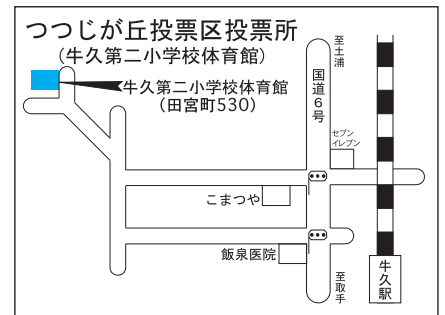 つつじが丘投票区投票所
(牛久第二小学校体育館)
牛久第二小学校体育館
(田宮町530)
至土浦
国道6号
セブン
イレブン
こまつや
飯泉医院
至取手
牛久駅